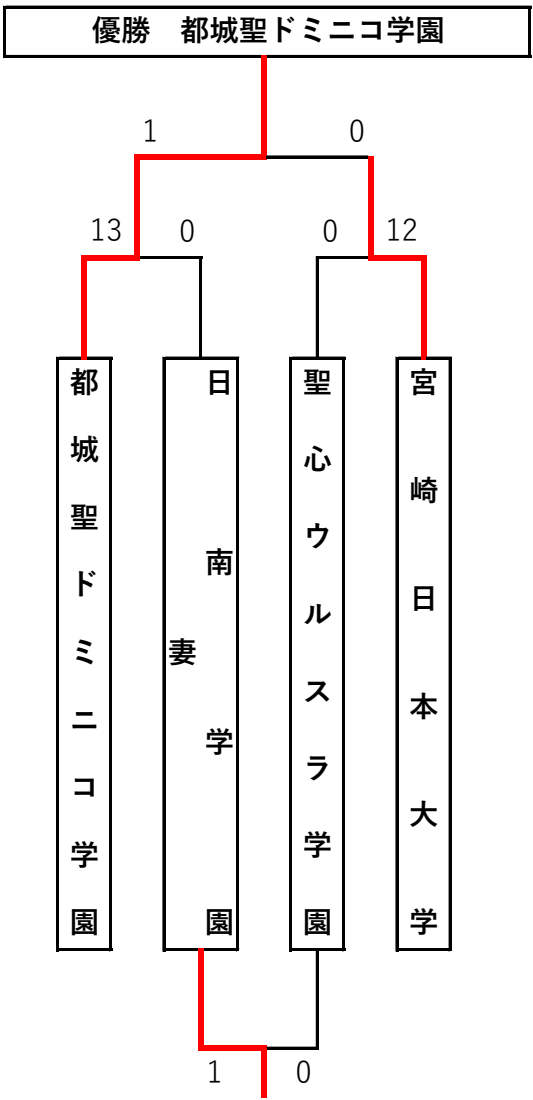 優勝　都城聖ドミニコ学園
1
0
13
0
0
12
都城聖ドミニコ学園
日南学園
妻
聖心ウルスラ学園
宮崎日本大学
1
0